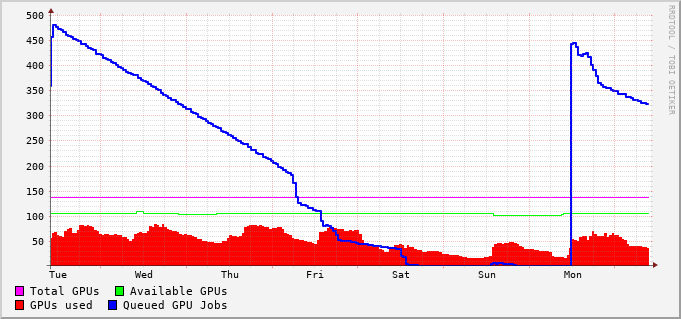 500
450
400
350
300
250
200
150
100
50
Tue Wed Thu Fri Sat Sun Mon
Total GPUs Available GPUs
GPUs used Queued GPU Jobs
RRDTOOL / TOBI OETIKER